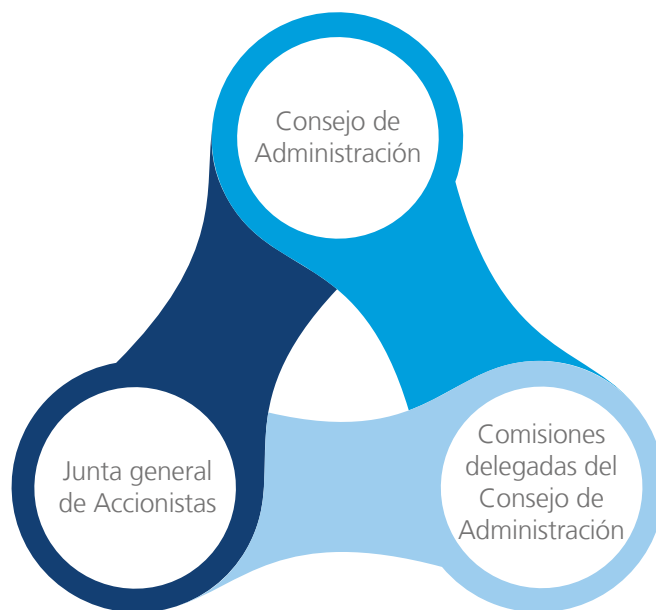 Consejo de
Administración
Junta general
de Accionistas
Comisiones
delegadas del
Consejo de
Administración